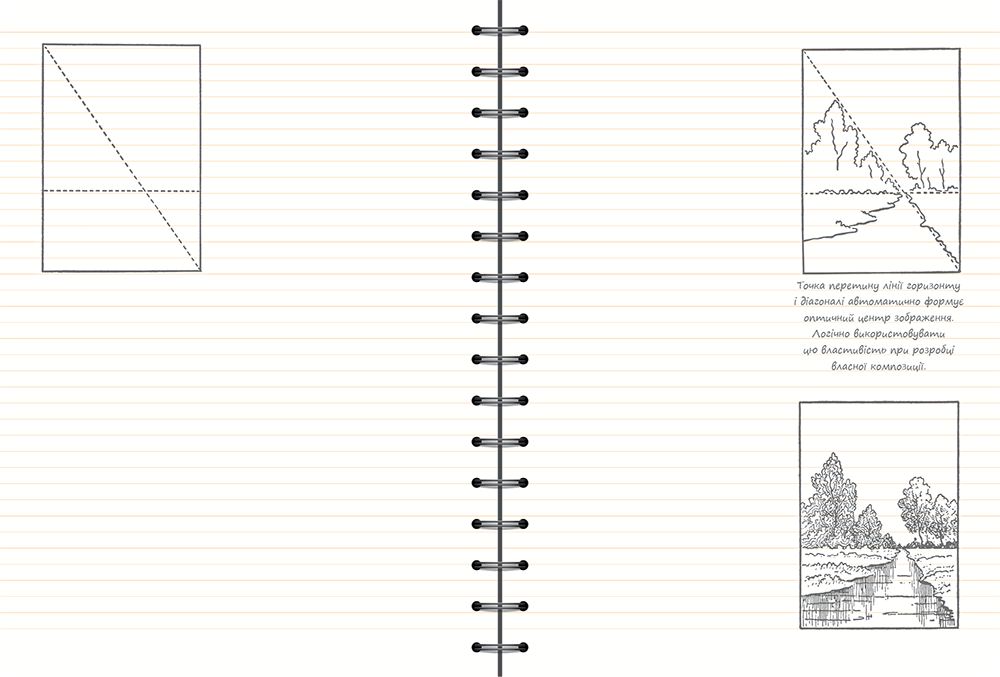 Точка перетину лінії горизонту
і діагоналі автоматично формує
оптичний центр зображення.
Логічно використовувати
цю властивість при розробці
власної композиції.